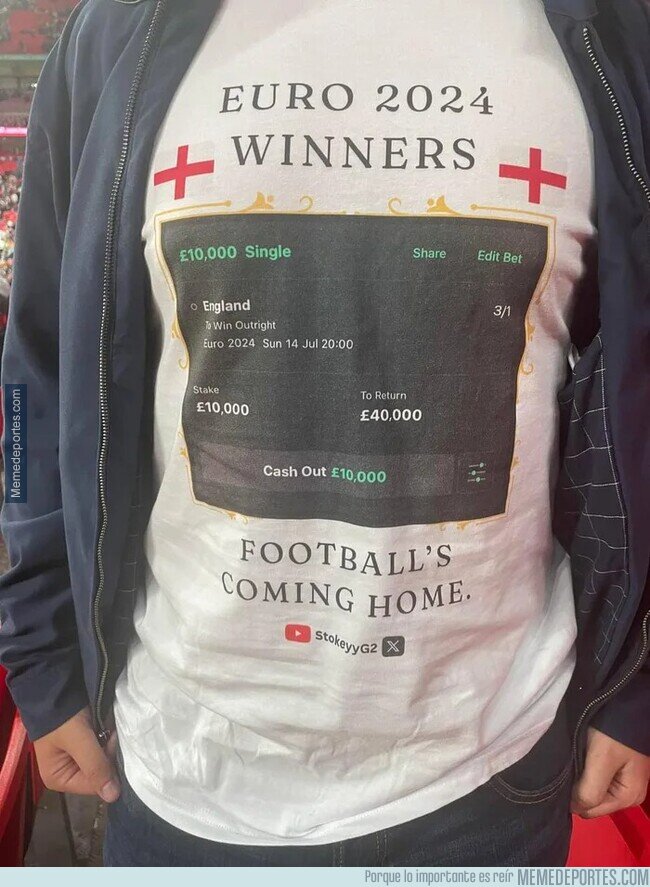 EURO 2024
WINNERS
£10,000 Single
Share
Edit Bet
England
3/1
To Win Outright
Euro 2024 Sun 14 Jul 20:00
Stake
To Return
£10,000
£40,000
Cash Out £10,000
FOOTBALL'S
COMING HOME.
StokeyyG2 X
Memedeportes.com
Porque lo importante es reír MEMEDEPORTES.COM